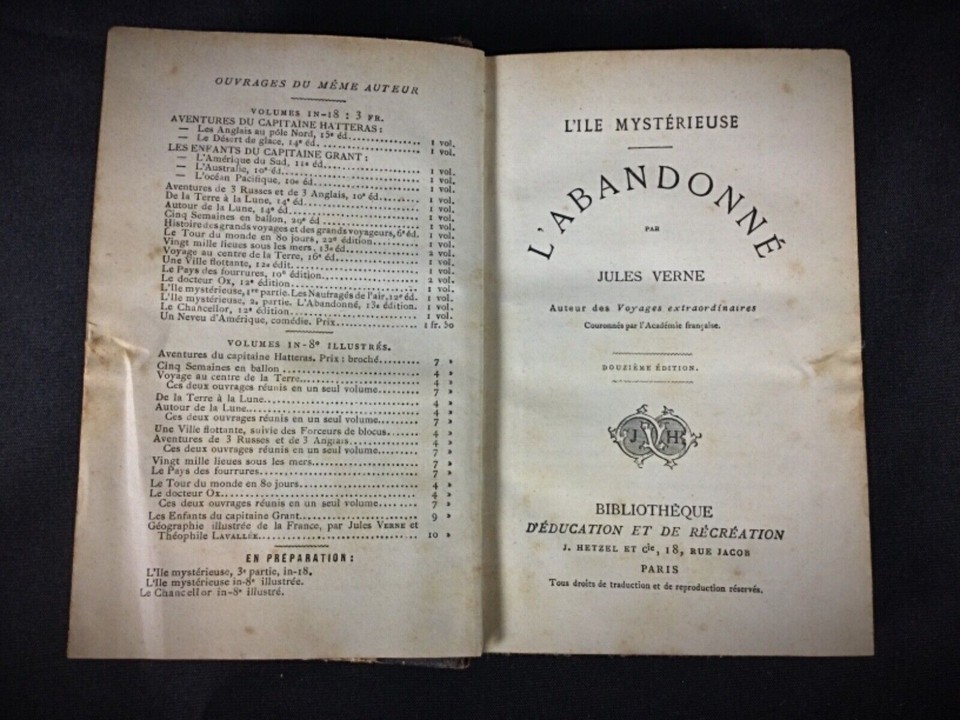 OUVRAGES DU MÊME AUTEUR
VOLUMES IN-18 : 3 FR.
AVENTURES DU CAPITAINE HATTERAS :
— Les Anglais au pôle Nord, 15e éd. 1 vol.
— Le Désert de glace, 14e éd. 1 vol.
LES ENFANTS DU CAPITAINE GRANT :
— L'Amérique du Sud, 11e éd. 1 vol.
— L'Australie, 10e éd. 1 vol.
— L'océan Pacifique, 10e éd. 1 vol.
Aventures de 3 Russes et de 3 Anglais, 10e éd. 1 vol.
De la Terre à la Lune, 14e éd. 1 vol.
Autour de la Lune, 14e éd. 1 vol.
Cinq Semaines en ballon, 20e éd 1 vol.
Histoire des grands voyages et des grands voyageurs, 6e éd. 1 vol.
Le Tour du monde en 80 jours, 22e édition 1 vol.
Vingt mille lieues sous les mers, 13e éd. 2 vol.
Voyage au centre de la Terre, 16e éd. 1 vol.
Une Ville flottante, 12e édit. 1 vol.
Le Pays des fourrures, 10e édition 2 vol.
Le docteur Ox, 12e édition 1 vol.
L'Ile mystérieuse, 1re partie. Les Naufragés de l'air, 12e éd. 1 vol.
L'Ile mystérieuse, 2e partie. L'Abandonné, 13e édition. 1 vol.
Le Chancellor, 12e édition 1 vol.
Un Neveu d'Amérique, comédie. Prix 1 fr. 50
VOLUMES IN-8o ILLUSTRÉS.
Aventures du capitaine Hatteras. Prix : broché 7 »
Cinq Semaines en ballon 4 »
Voyage au centre de la Terre 4 »
Ces deux ouvrages réunis en un seul volume 7 »
De la Terre à la Lune 4 »
Autour de la Lune 4 »
Ces deux ouvrages réunis en un seul volume 7 »
Une Ville flottante, suivie des Forceurs de blocus 4 »
Aventures de 3 Russes et de 3 Anglais 4 »
Ces deux ouvrages réunis en un seul volume 7 »
Vingt mille lieues sous les mers 7 »
Le Pays des fourrures 7 »
Le Tour du monde en 80 jours 4 »
Le docteur Ox 4 »
Ces deux ouvrages réunis en un seul volume 7 »
Les Enfants du capitaine Grant 9 »
Géographie illustrée de la France, par JULES VERNE et
Théophile LAVALLÉE 10 »
EN PRÉPARATION :
L'Ile mystérieuse, 3e partie, in-18.
L'Ile mystérieuse in-8o illustrée.
Le Chancellor in-8o illustré.
L'ILE MYSTÉRIEUSE
L'ABANDONNÉ
PAR
JULES VERNE
Auteur des Voyages extraordinaires
Couronnés par l'Académie française.
DOUZIÈME ÉDITION.
J H
BIBLIOTHÈQUE
D'ÉDUCATION ET DE RÉCRÉATION
J. HETZEL ET Cie, 18, RUE JACOB
PARIS
Tous droits de traduction et de reproduction réservés.